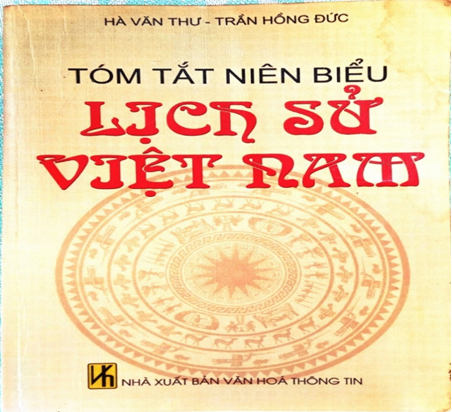 HÀ VĂN THƯ - TRẦN HỒNG ĐỨC
TÓM TẮT NIÊN BIỂU
LỊCH SỬ
VIỆT NAM
NHÀ XUẤT BẢN VĂN HOÁ THÔNG TIN